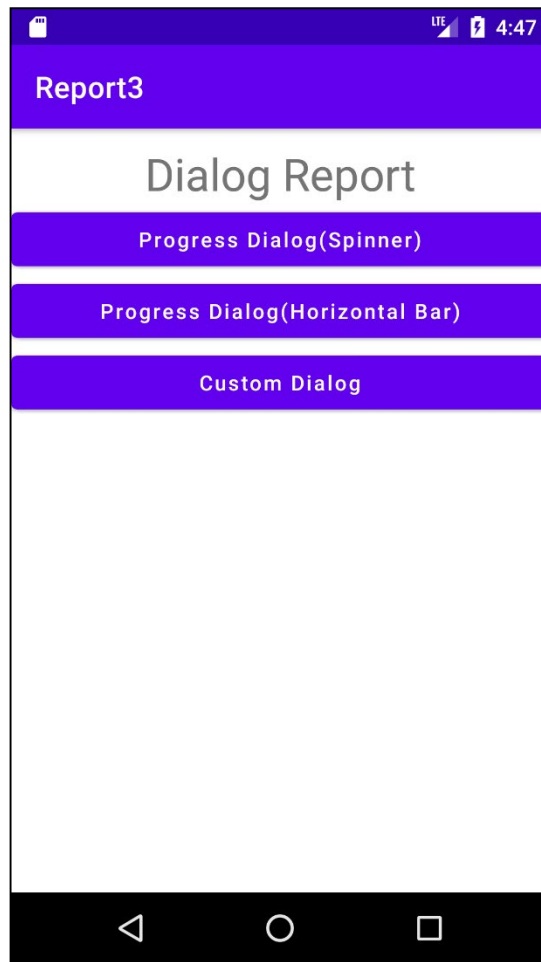 LTE 4:47
Report3
Dialog Report
Progress Dialog(Spinner)
Progress Dialog(Horizontal Bar)
Custom Dialog